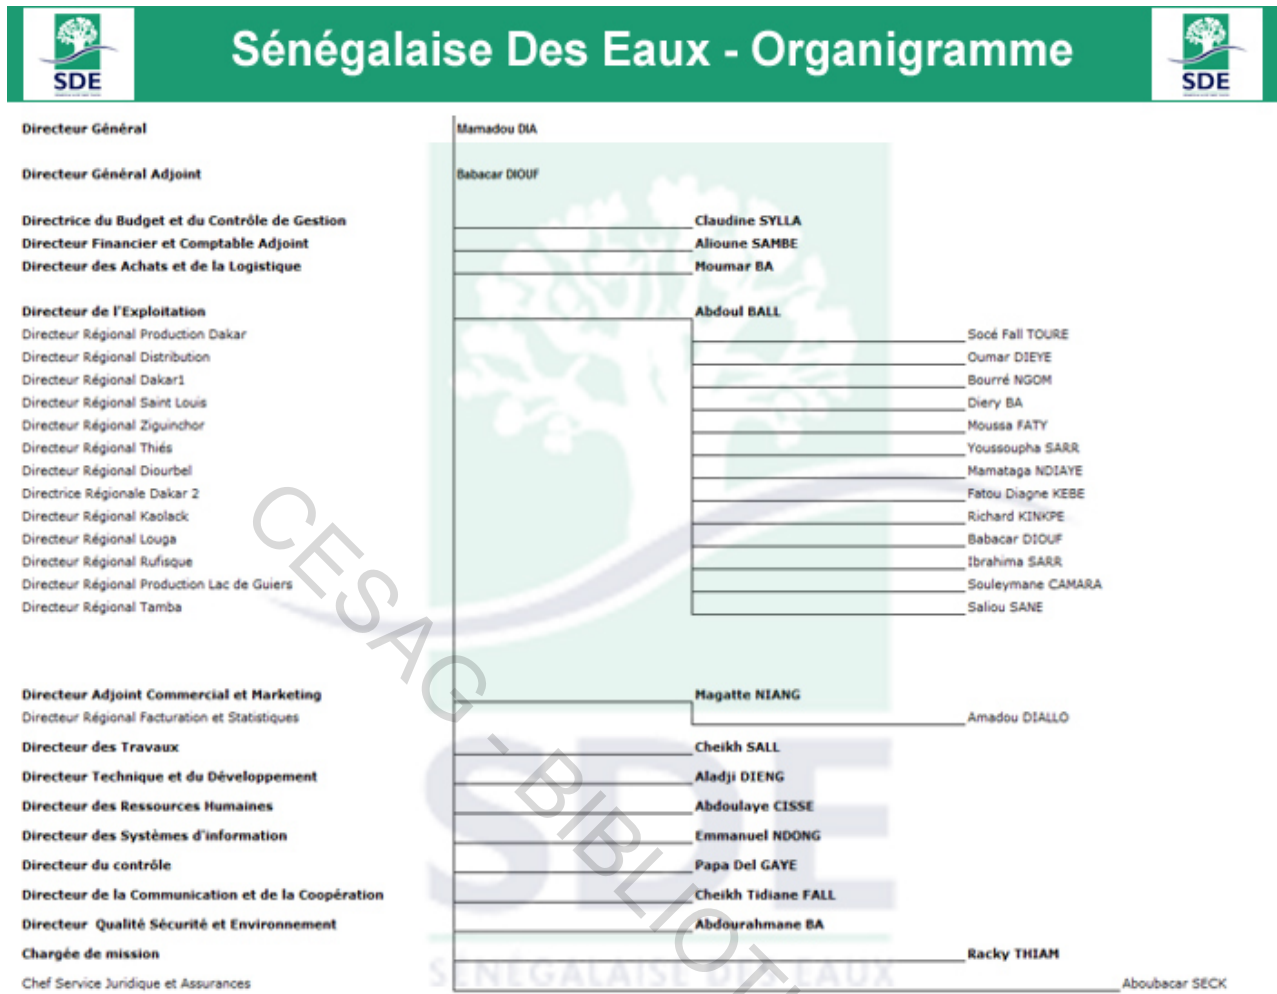 SDE
Sénégalaise Des Eaux - Organigramme
SDE
Directeur Général Mamadou DIA
Directeur Général Adjoint Babacar DIOUF
Directrice du Budget et du Contrôle de Gestion Claudine SYLLA
Directeur Financier et Comptable Adjoint Alioune SAMBE
Directeur des Achats et de la Logistique Moumar BA
Directeur de l'Exploitation Abdoul BALL
Directeur Régional Production Dakar Socé Fall TOURE
Directeur Régional Distribution Oumar DIEYE
Directeur Régional Dakar1 Bourré NGOM
Directeur Régional Saint Louis Diery BA
Directeur Régional Ziguinchor Moussa FATY
Directeur Régional Thiés Youssoupha SARR
Directeur Régional Diourbel Mamataga NDIAYE
Directrice Régionale Dakar 2 Fatou Diagne KEBE
Directeur Régional Kaolack Richard KINKPE
Directeur Régional Louga Babacar DIOUF
Directeur Régional Rufisque Ibrahima SARR
Directeur Régional Production Lac de Guiers Souleymane CAMARA
Directeur Régional Tamba Saliou SANE
Directeur Adjoint Commercial et Marketing Magatte NIANG
Directeur Régional Facturation et Statistiques Amadou DIALLO
Directeur des Travaux Cheikh SALL
Directeur Technique et du Développement Aladji DIENG
Directeur des Ressources Humaines Abdoulaye CISSE
Directeur des Systèmes d'information Emmanuel NDONG
Directeur du contrôle Papa Del GAYE
Directeur de la Communication et de la Coopération Cheikh Tidiane FALL
Directeur Qualité Sécurité et Environnement Abdourahmane BA
Chargée de mission Racky THIAM
Chef Service Juridique et Assurances Aboubacar SECK
SDE
SÉNÉGALAISE DES EAUX
CESAG - BIBLIOT